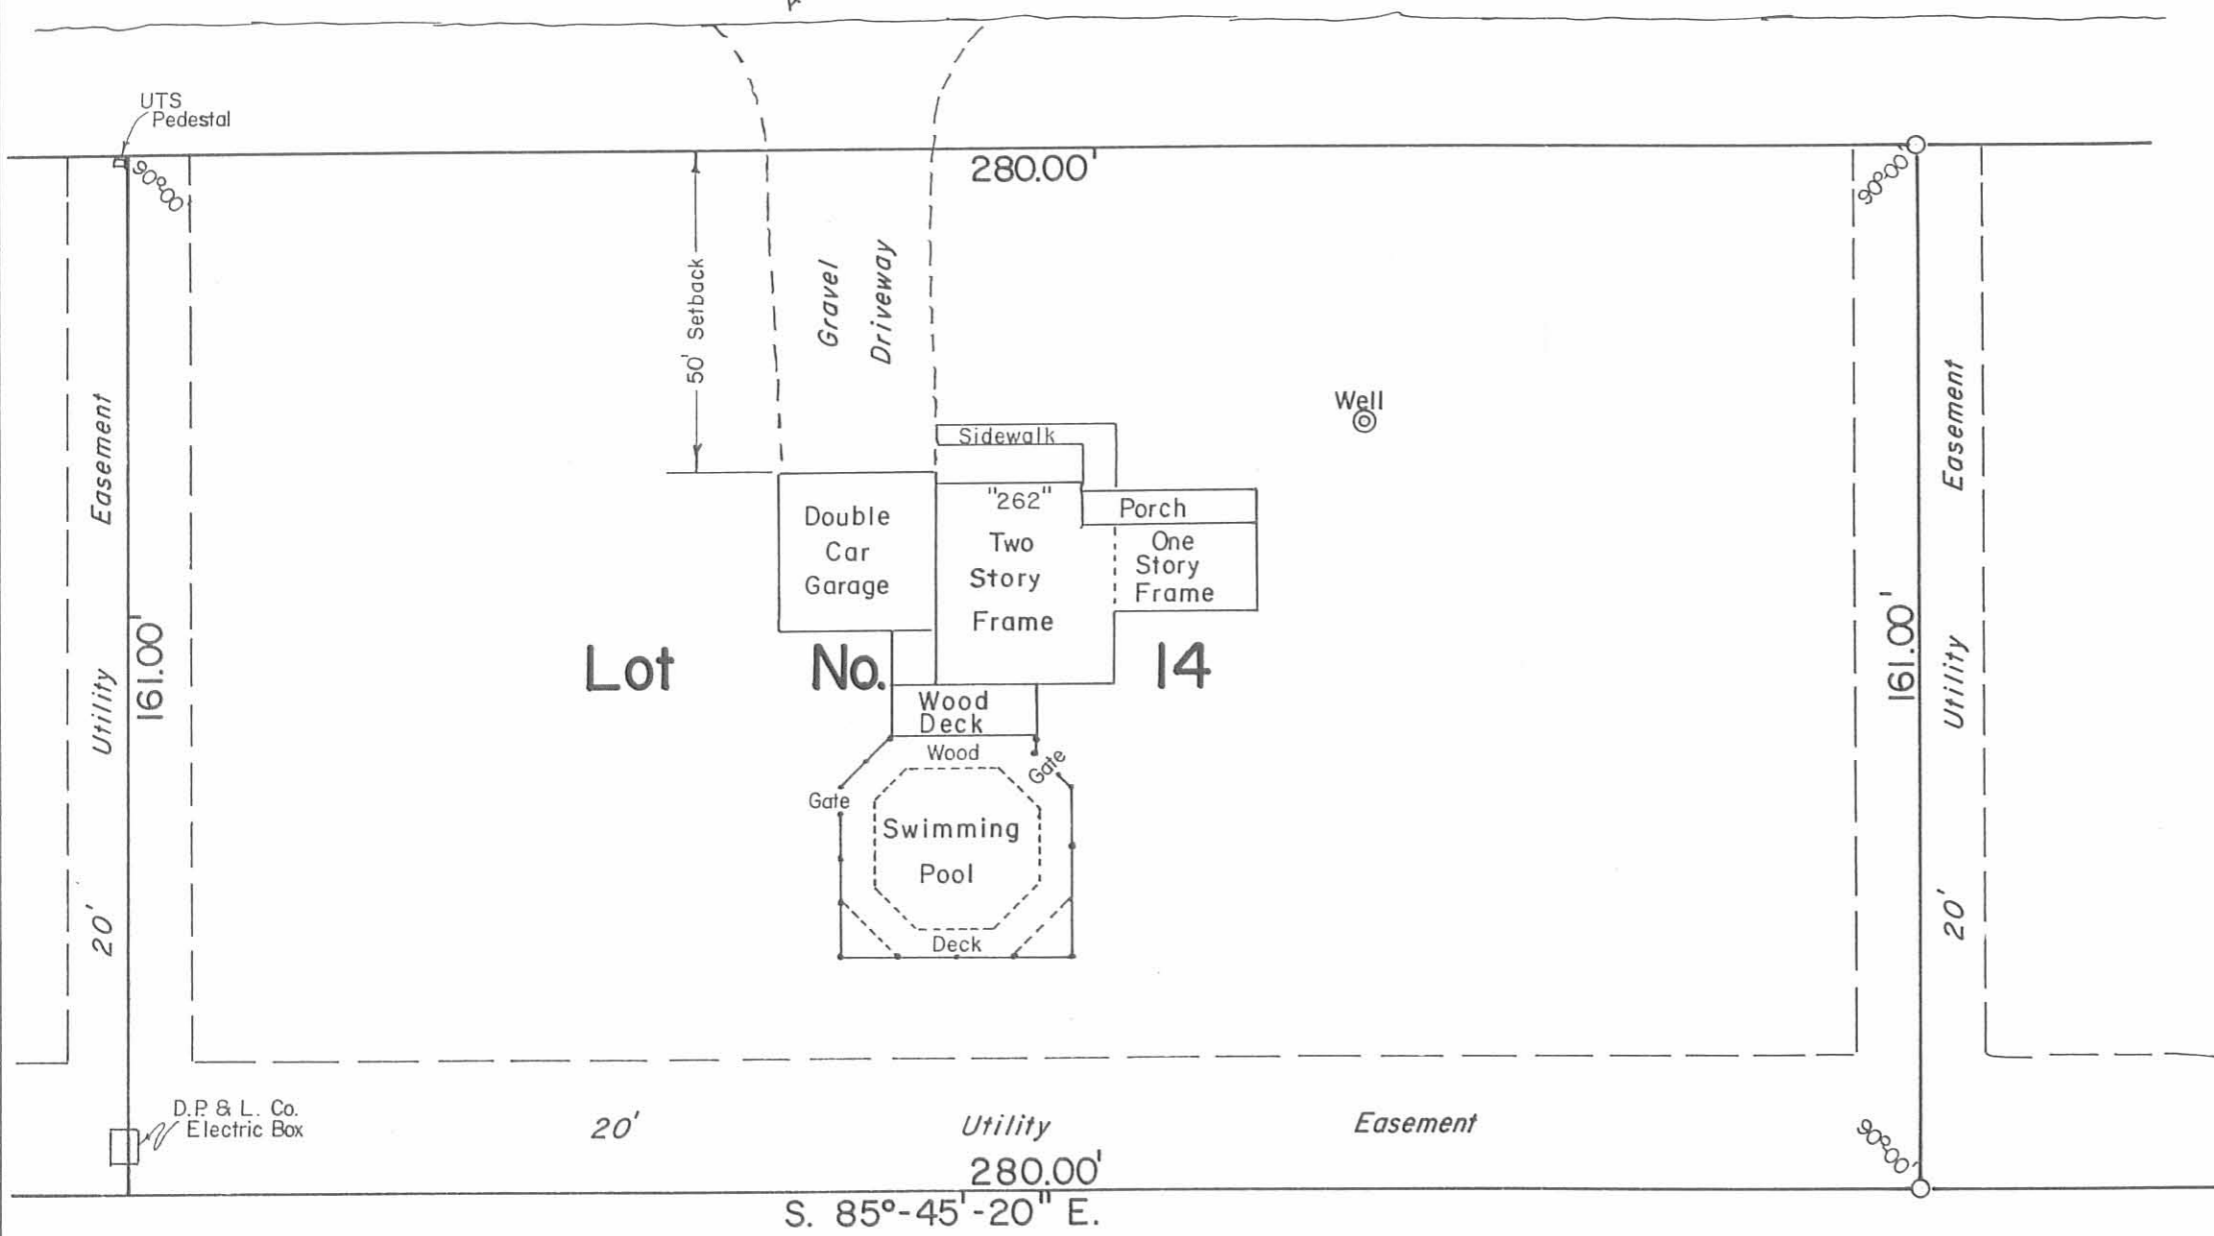 UTS
Pedestal
90°-00'
280.00'
90°-00'
50' Setback
Gravel
Driveway
Well
Sidewalk
"262"
Porch
Double
Car
Garage
Two
Story
Frame
One
Story
Frame
20' Utility Easement
161.00'
Lot No. 14
161.00'
20' Utility Easement
Wood
Deck
Wood
Gate
Gate
Swimming
Pool
Deck
D.P. & L. Co.
Electric Box
20' Utility Easement
90°-00'
280.00'
S. 85°-45'-20" E.